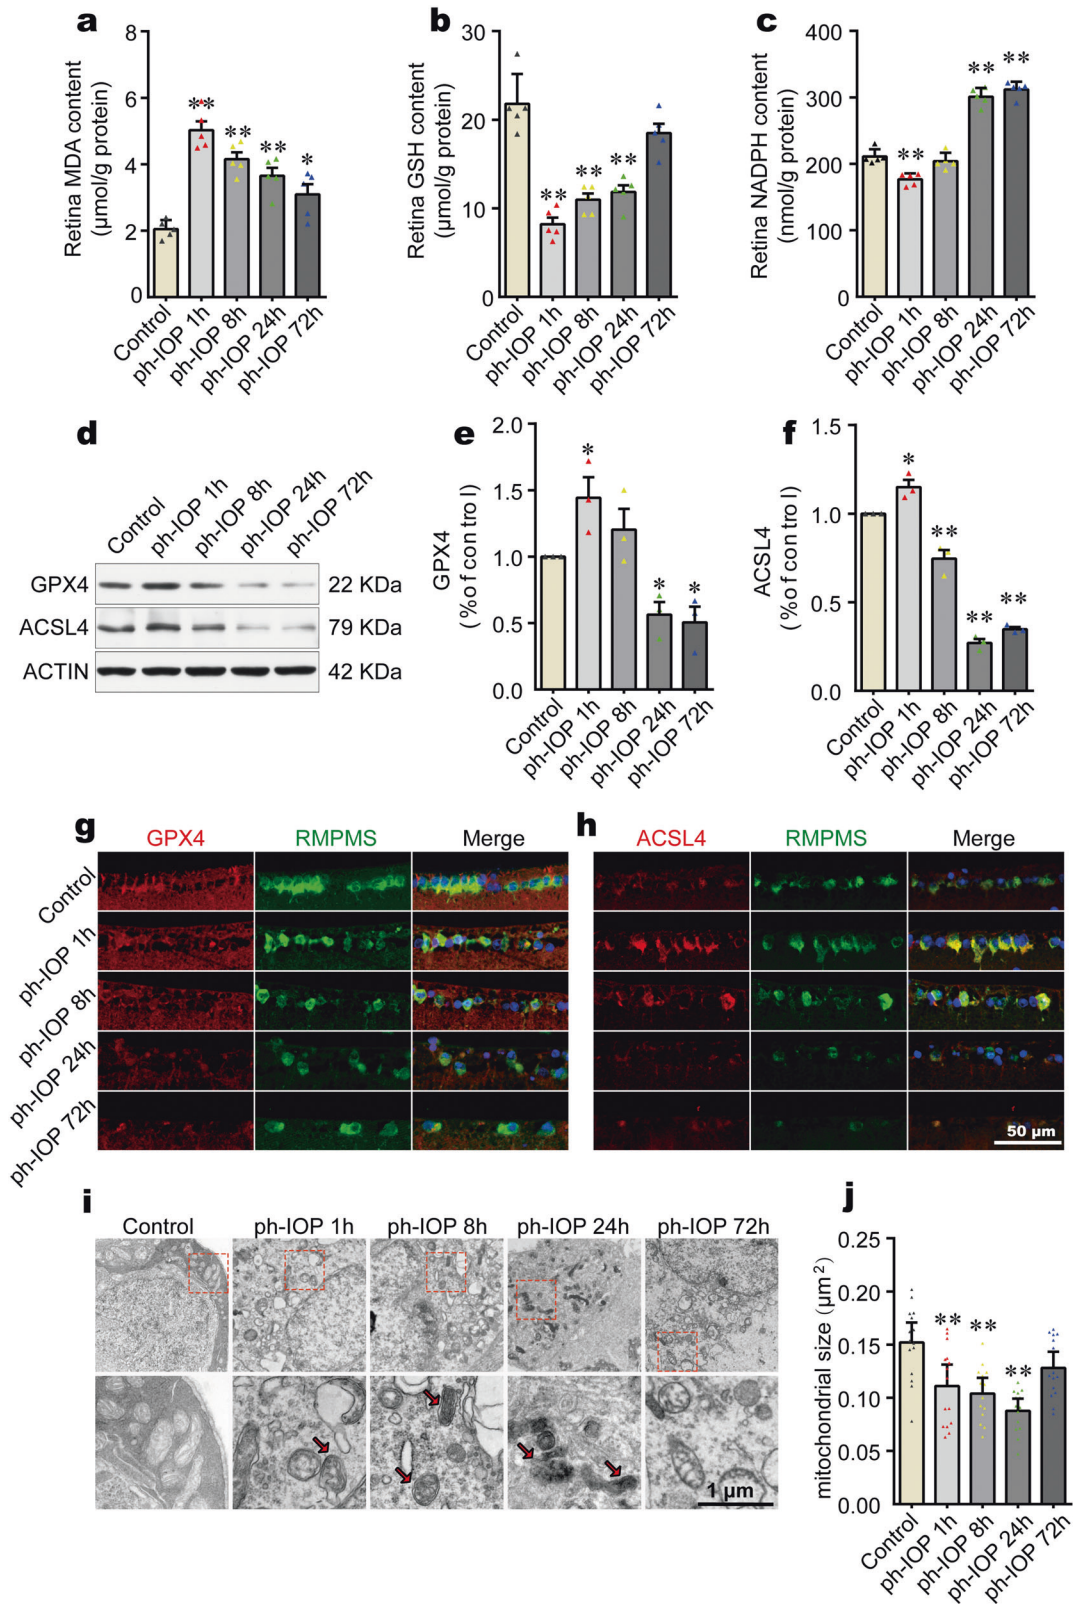 a
Retina MDA content
(μmol/g protein)
8
6
4
2
0
**
**
**
*
Control
ph-IOP 1h
ph-IOP 8h
ph-IOP 24h
ph-IOP 72h
b
Retina GSH content
(μmol/g protein)
30
20
10
0
**
**
**
Control
ph-IOP 1h
ph-IOP 8h
ph-IOP 24h
ph-IOP 72h
c
Retina NADPH content
(nmol/g protein)
400
300
200
100
0
**
**
**
Control
ph-IOP 1h
ph-IOP 8h
ph-IOP 24h
ph-IOP 72h
d
Control
ph-IOP 1h
ph-IOP 8h
ph-IOP 24h
ph-IOP 72h
GPX4 22 KDa
ACSL4 79 KDa
ACTIN 42 KDa
e
GPX4
(%of control)
2.0
1.5
1.0
0.5
0.0
*
*
*
Control
ph-IOP 1h
ph-IOP 8h
ph-IOP 24h
ph-IOP 72h
f
ACSL4
(%of control)
1.5
1.0
0.5
0.0
*
**
**
**
Control
ph-IOP 1h
ph-IOP 8h
ph-IOP 24h
ph-IOP 72h
g
GPX4 RMPMS Merge
Control
ph-IOP 1h
ph-IOP 8h
ph-IOP 24h
ph-IOP 72h
h
ACSL4 RMPMS Merge
50 μm
i
Control ph-IOP 1h ph-IOP 8h ph-IOP 24h ph-IOP 72h
1 μm
j
mitochondrial size (μm²)
0.25
0.20
0.15
0.10
0.05
0.00
**
**
**
Control
ph-IOP 1h
ph-IOP 8h
ph-IOP 24h
ph-IOP 72h